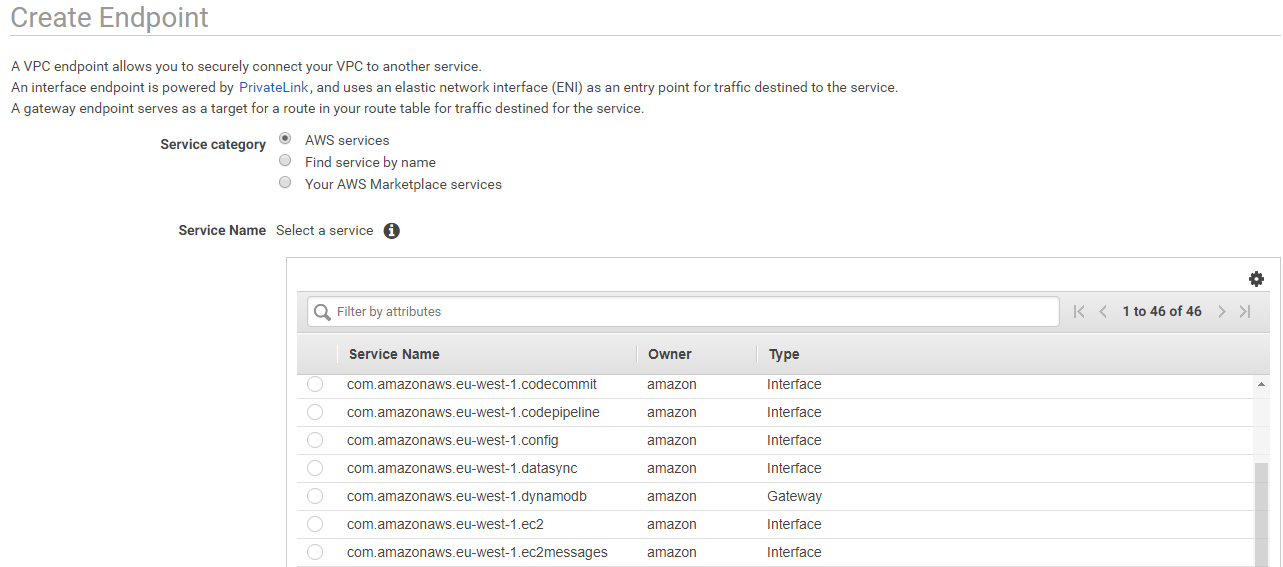 Create Endpoint
A VPC endpoint allows you to securely connect your VPC to another service.
An interface endpoint is powered by PrivateLink, and uses an elastic network interface (ENI) as an entry point for traffic destined to the service.
A gateway endpoint serves as a target for a route in your route table for traffic destined for the service.
Service category AWS services
Find service by name
Your AWS Marketplace services
Service Name Select a service
Filter by attributes 1 to 46 of 46
Service Name Owner Type
com.amazonaws.eu-west-1.codecommit amazon Interface
com.amazonaws.eu-west-1.codepipeline amazon Interface
com.amazonaws.eu-west-1.config amazon Interface
com.amazonaws.eu-west-1.datasync amazon Interface
com.amazonaws.eu-west-1.dynamodb amazon Gateway
com.amazonaws.eu-west-1.ec2 amazon Interface
com.amazonaws.eu-west-1.ec2messages amazon Interface